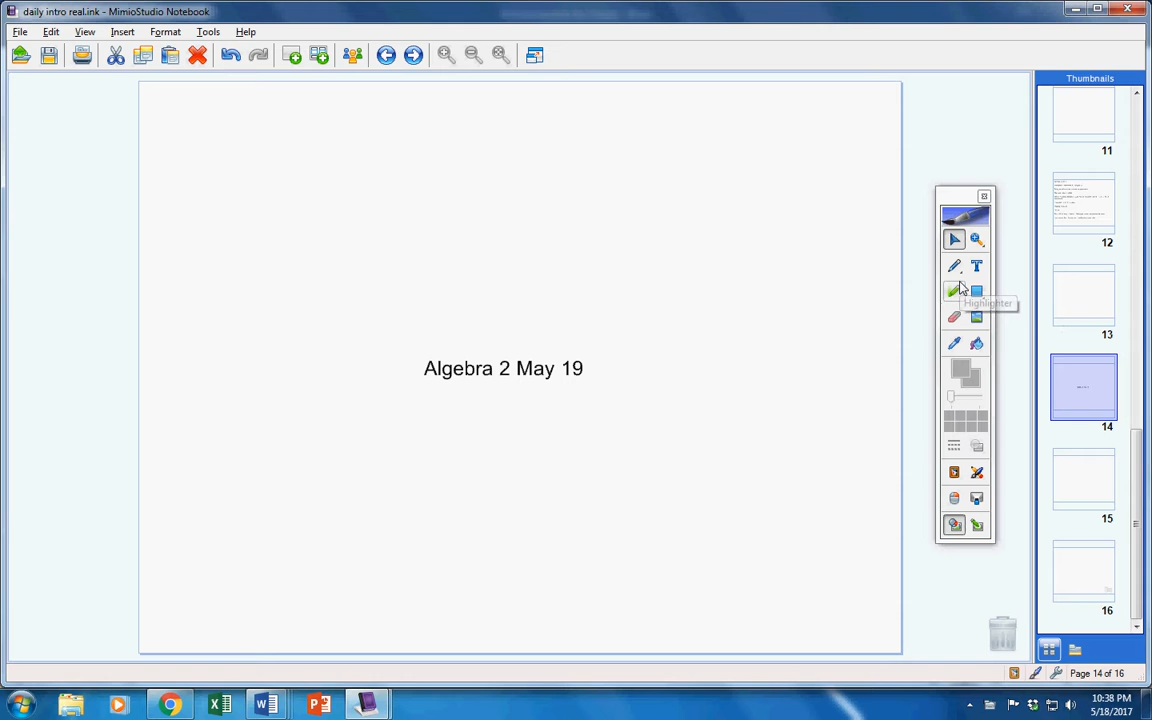 daily intro real.ink - MimioStudio Notebook
File Edit View Insert Format Tools Help
Thumbnails
11
12
13
14
15
16
Highlighter
Algebra 2 May 19
Page 14 of 16
10:38 PM
5/18/2017